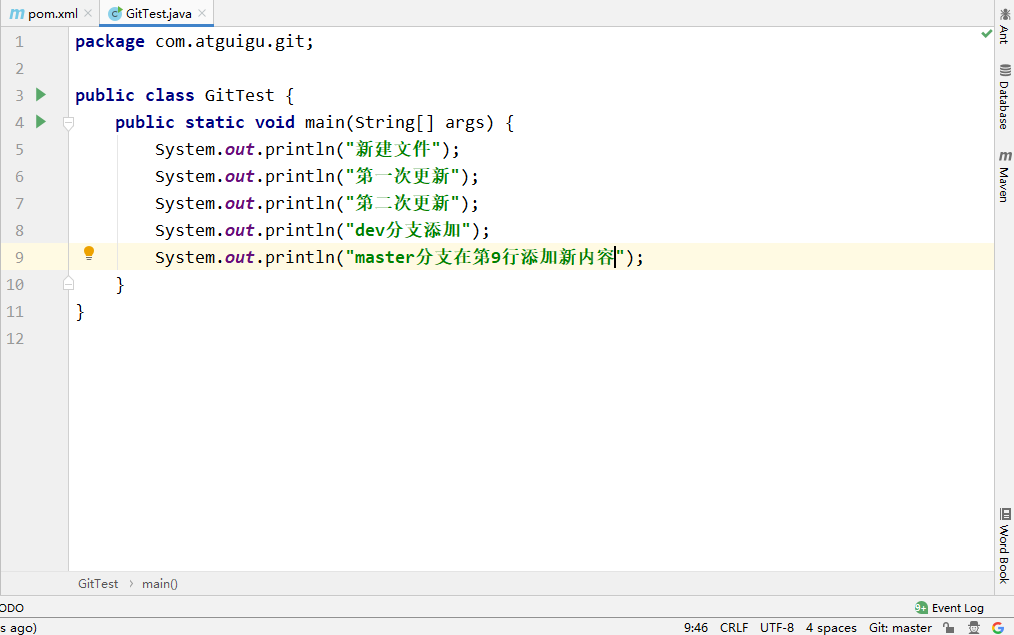 m pom.xml
GitTest.java
1 package com.atguigu.git;
2
3 public class GitTest {
4 public static void main(String[] args) {
5 System.out.println("新建文件");
6 System.out.println("第一次更新");
7 System.out.println("第二次更新");
8 System.out.println("dev分支添加");
9 System.out.println("master分支在第9行添加新内容");
10 }
11 }
12
Ant
Database
m Maven
Word Book
GitTest › main()
ODO
9+ Event Log
s ago)
9:46 CRLF UTF-8 4 spaces Git: master